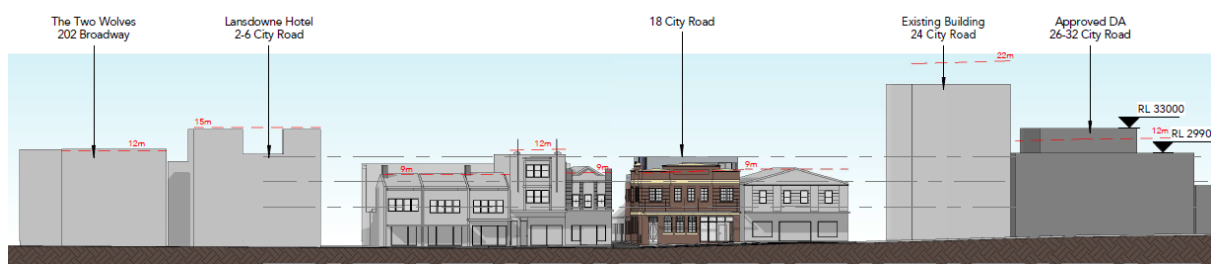 The Two Wolves
202 Broadway
Lansdowne Hotel
2-6 City Road
18 City Road
Existing Building
24 City Road
Approved DA
26-32 City Road
22m
RL 33000
15m
12m
12m
12m
RL 2990
9m
9m
9m